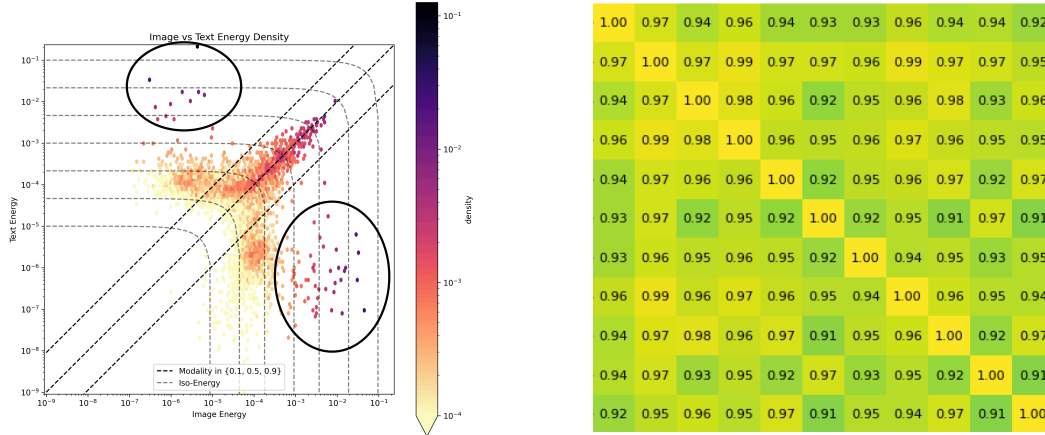 Image vs Text Energy Density
Text Energy
10⁻¹
10⁻²
10⁻³
10⁻⁴
10⁻⁵
10⁻⁶
10⁻⁷
10⁻⁸
10⁻⁹
10⁻⁹ 10⁻⁸ 10⁻⁷ 10⁻⁶ 10⁻⁵ 10⁻⁴ 10⁻³ 10⁻² 10⁻¹
Image Energy
Modality in {0.1, 0.5, 0.9}
Iso-Energy
10⁻¹
10⁻²
10⁻³
10⁻⁴
density
1.00 0.97 0.94 0.96 0.94 0.93 0.93 0.96 0.94 0.94 0.92
0.97 1.00 0.97 0.99 0.97 0.97 0.96 0.99 0.97 0.97 0.95
0.94 0.97 1.00 0.98 0.96 0.92 0.95 0.96 0.98 0.93 0.96
0.96 0.99 0.98 1.00 0.96 0.95 0.95 0.97 0.96 0.95 0.95
0.94 0.97 0.96 0.96 1.00 0.92 0.95 0.96 0.97 0.92 0.97
0.93 0.97 0.92 0.95 0.92 1.00 0.92 0.95 0.91 0.97 0.91
0.93 0.96 0.95 0.95 0.95 0.92 1.00 0.94 0.95 0.93 0.95
0.96 0.99 0.96 0.97 0.96 0.95 0.94 1.00 0.96 0.95 0.94
0.94 0.97 0.98 0.96 0.97 0.91 0.95 0.96 1.00 0.92 0.97
0.94 0.97 0.93 0.95 0.92 0.97 0.93 0.95 0.92 1.00 0.91
0.92 0.95 0.96 0.95 0.97 0.91 0.95 0.94 0.97 0.91 1.00